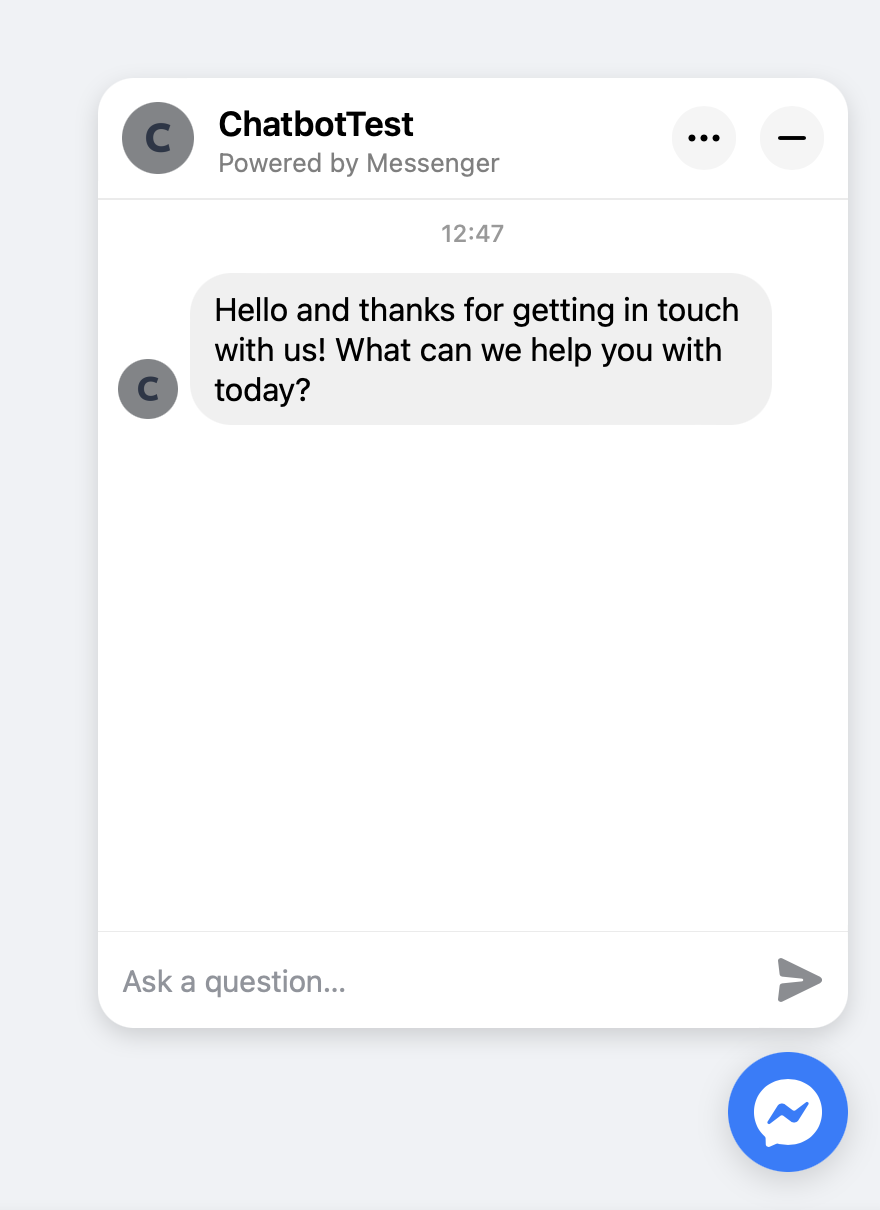 C
ChatbotTest
Powered by Messenger
12:47
Hello and thanks for getting in touch
with us! What can we help you with
today?
C
Ask a question...